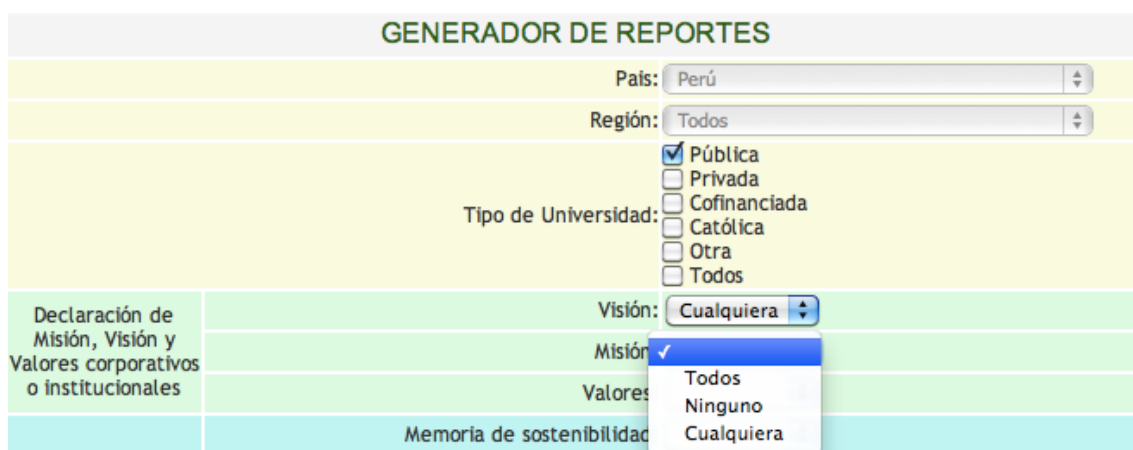 GENERADOR DE REPORTES
Pais: Perú
Región: Todos
Tipo de Universidad:
Pública
Privada
Cofinanciada
Católica
Otra
Todos
Declaración de
Misión, Visión y
Valores corporativos
o institucionales
Visión: Cualquiera
Misión
Valores
Todos
Ninguno
Cualquiera
Memoria de sostenibilidad